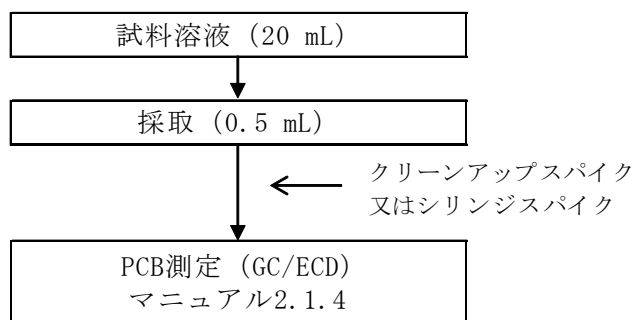 試料溶液 (20 mL)
採取 (0.5 mL)
クリーンアップスパイク
又はシリンジスパイク
PCB測定 (GC/ECD)
マニュアル2.1.4